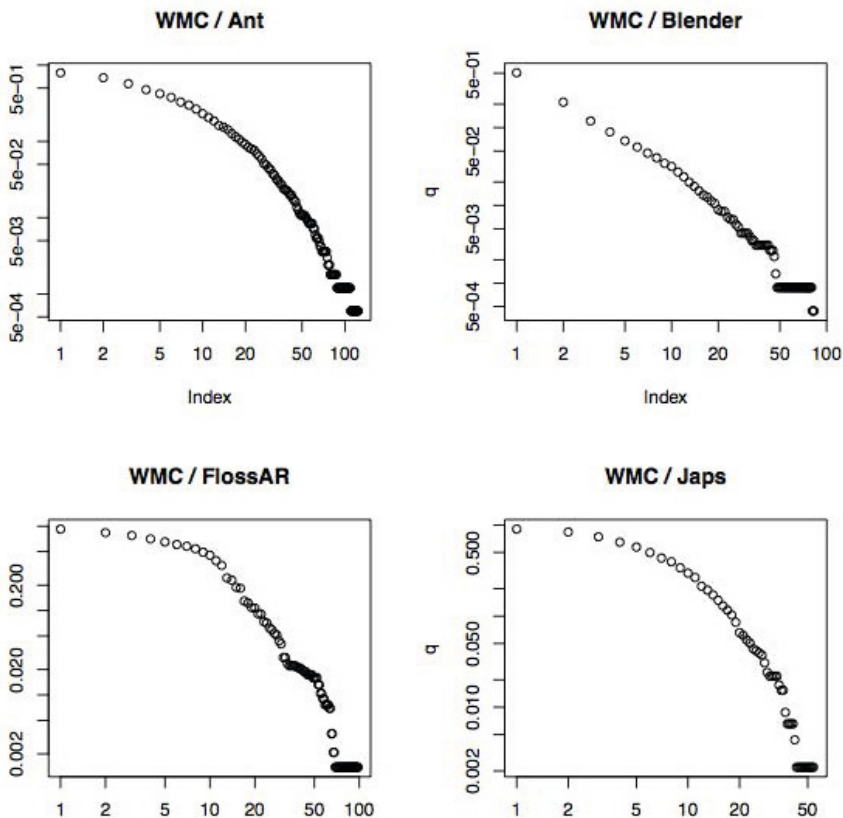 WMC / Ant
5e−01
5e−02
5e−03
5e−04
1 2 5 10 20 50 100
Index
WMC / Blender
q
5e−01
5e−02
5e−03
5e−04
1 2 5 10 20 50 100
Index
WMC / FlossAR
0.200
0.020
0.002
1 2 5 10 20 50 100
WMC / Japs
q
0.500
0.050
0.010
0.002
1 2 5 10 20 50